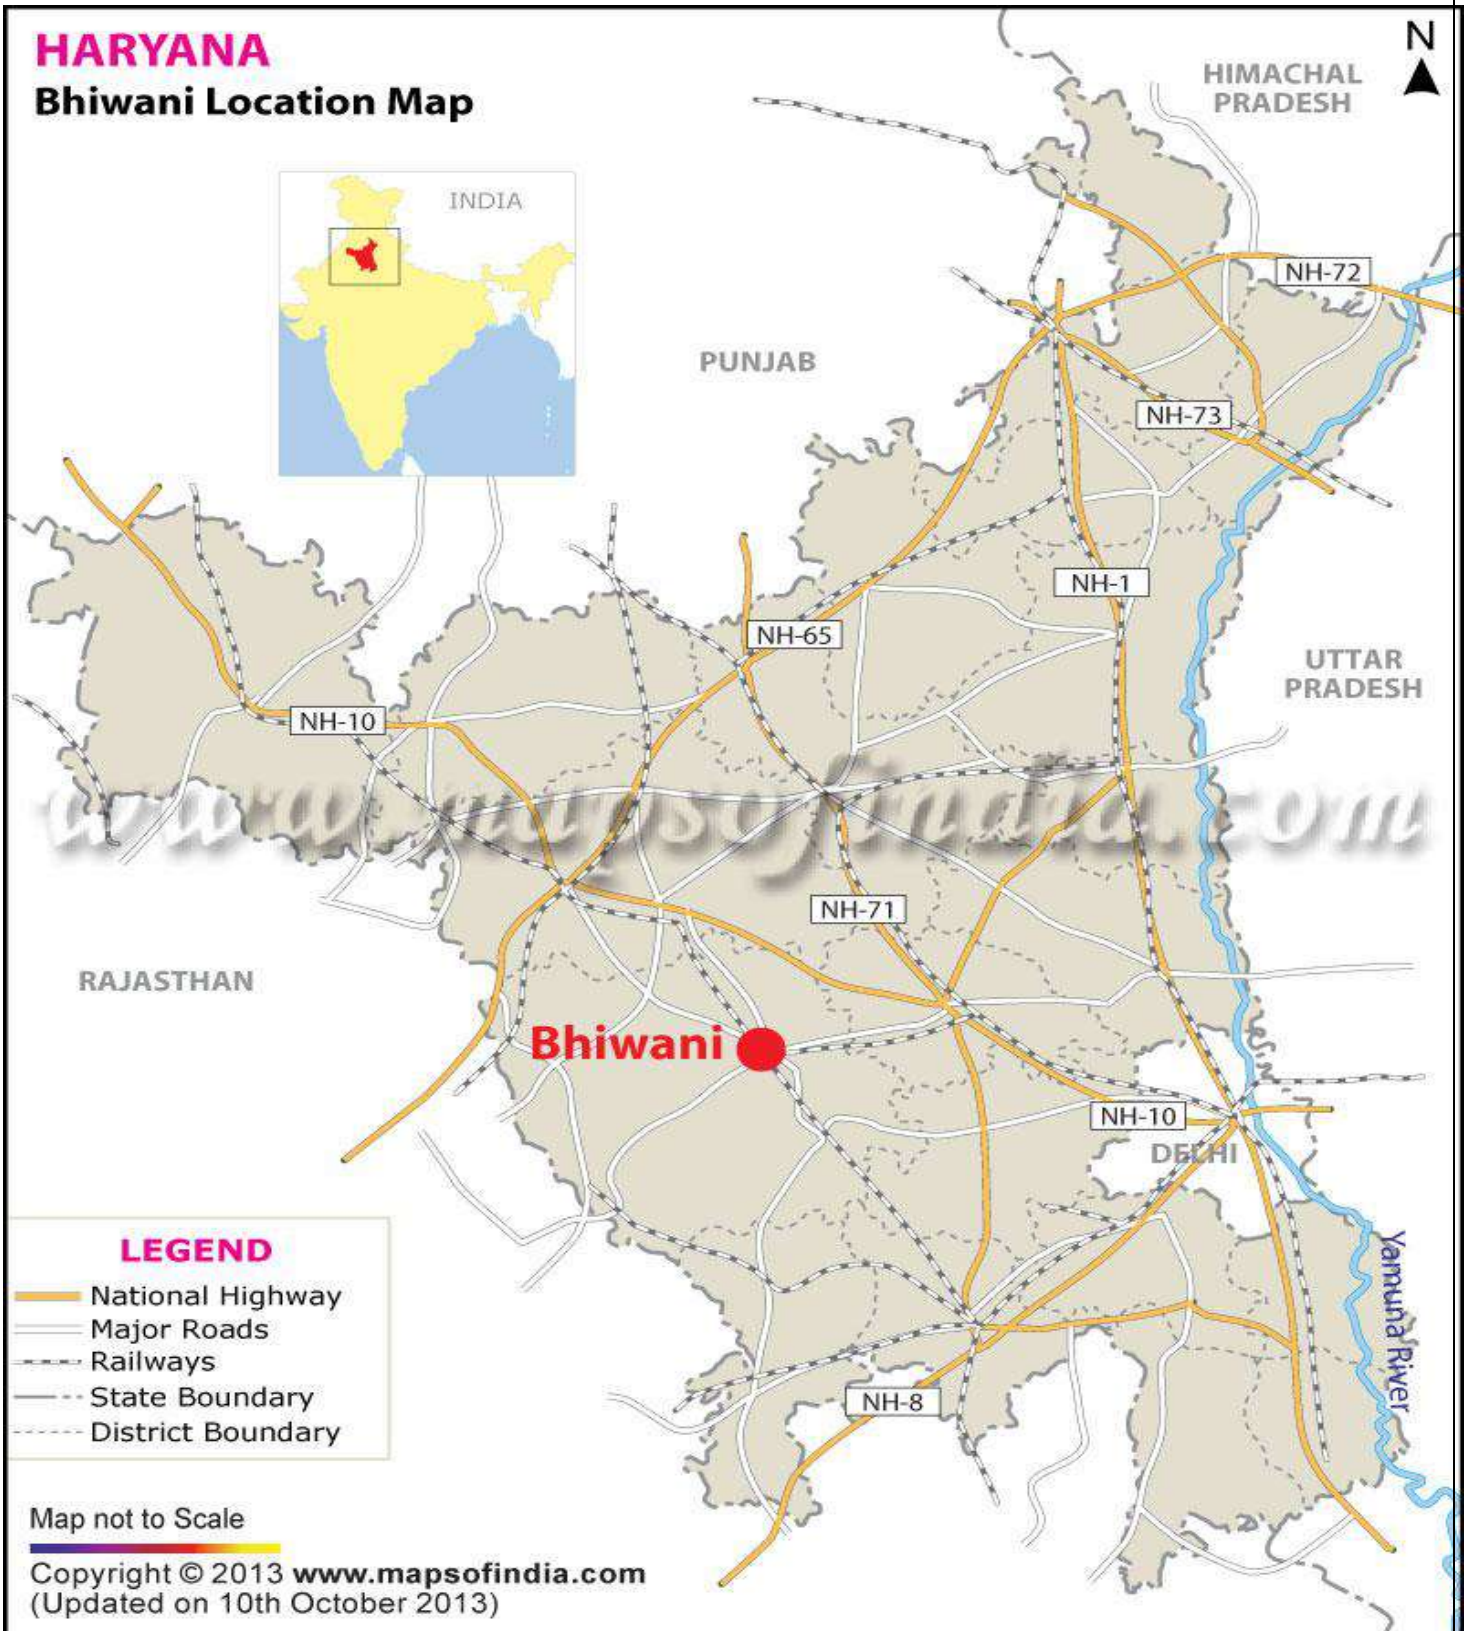 HARYANA
Bhiwani Location Map
N
HIMACHAL
PRADESH
INDIA
NH-72
PUNJAB
NH-73
NH-1
NH-65
UTTAR
PRADESH
NH-10
www.mapsofindia.com
NH-71
RAJASTHAN
Bhiwani
NH-10
DELHI
Yamuna River
NH-8
LEGEND
National Highway
Major Roads
Railways
State Boundary
District Boundary
Map not to Scale
Copyright © 2013 www.mapsofindia.com
(Updated on 10th October 2013)